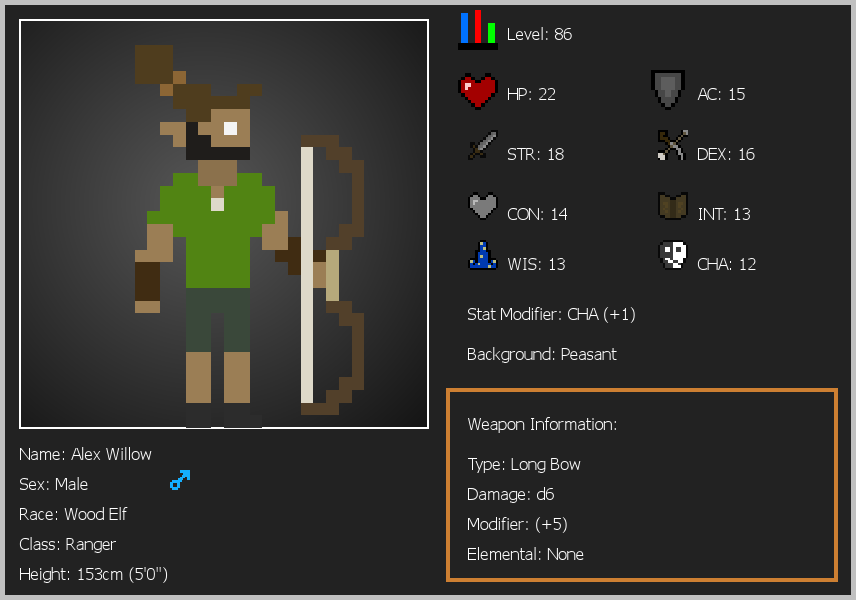 Level: 86
HP: 22
AC: 15
STR: 18
DEX: 16
CON: 14
INT: 13
WIS: 13
CHA: 12
Stat Modifier: CHA (+1)
Background: Peasant
Weapon Information:
Type: Long Bow
Damage: d6
Modifier: (+5)
Elemental: None
Name: Alex Willow
Sex: Male
Race: Wood Elf
Class: Ranger
Height: 153cm (5'0")